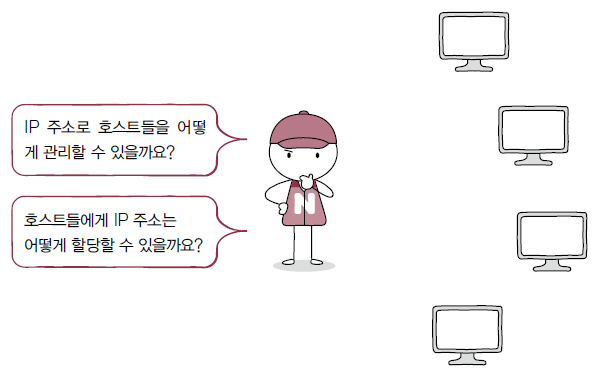 IP 주소로 호스트들을 어떻
게 관리할 수 있을까요?
호스트들에게 IP 주소는
어떻게 할당할 수 있을까요?
N